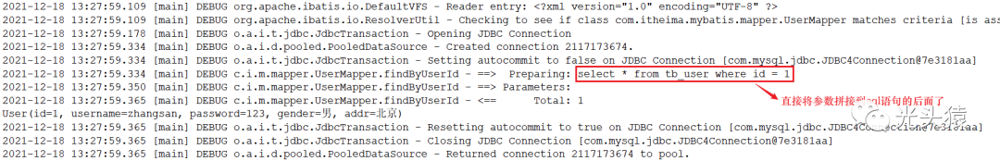 2021-12-18 13:27:59.109 [main] DEBUG org.apache.ibatis.io.DefaultVFS - Reader entry: <?xml version="1.0" encoding="UTF-8" ?>
2021-12-18 13:27:59.109 [main] DEBUG org.apache.ibatis.io.ResolverUtil - Checking to see if class com.itheima.mybatis.mapper.UserMapper matches criteria [is ass
2021-12-18 13:27:59.178 [main] DEBUG o.a.i.t.jdbc.JdbcTransaction - Opening JDBC Connection
2021-12-18 13:27:59.334 [main] DEBUG o.a.i.d.pooled.PooledDataSource - Created connection 2117173674.
2021-12-18 13:27:59.334 [main] DEBUG o.a.i.t.jdbc.JdbcTransaction - Setting autocommit to false on JDBC Connection [com.mysql.jdbc.JDBC4Connection@7e3181aa]
2021-12-18 13:27:59.334 [main] DEBUG c.i.m.mapper.UserMapper.findByUserId - ==>  Preparing: select * from tb_user where id = 1
2021-12-18 13:27:59.350 [main] DEBUG c.i.m.mapper.UserMapper.findByUserId - ==> Parameters:
2021-12-18 13:27:59.365 [main] DEBUG c.i.m.mapper.UserMapper.findByUserId - <==      Total: 1
直接将参数拼接到sql语句的后面了
User(id=1, username=zhangsan, password=123, gender=男, addr=北京)
光头猿
2021-12-18 13:27:59.365 [main] DEBUG o.a.i.t.jdbc.JdbcTransaction - Resetting autocommit to true on JDBC Connection [com.mysql.jdbc.JDBC4Connection@7e3181aa]
2021-12-18 13:27:59.365 [main] DEBUG o.a.i.t.jdbc.JdbcTransaction - Closing JDBC Connection [com.mysql.jdbc.JDBC4Connection@7e3181aa]
2021-12-18 13:27:59.365 [main] DEBUG o.a.i.d.pooled.PooledDataSource - Returned connection 2117173674 to pool.